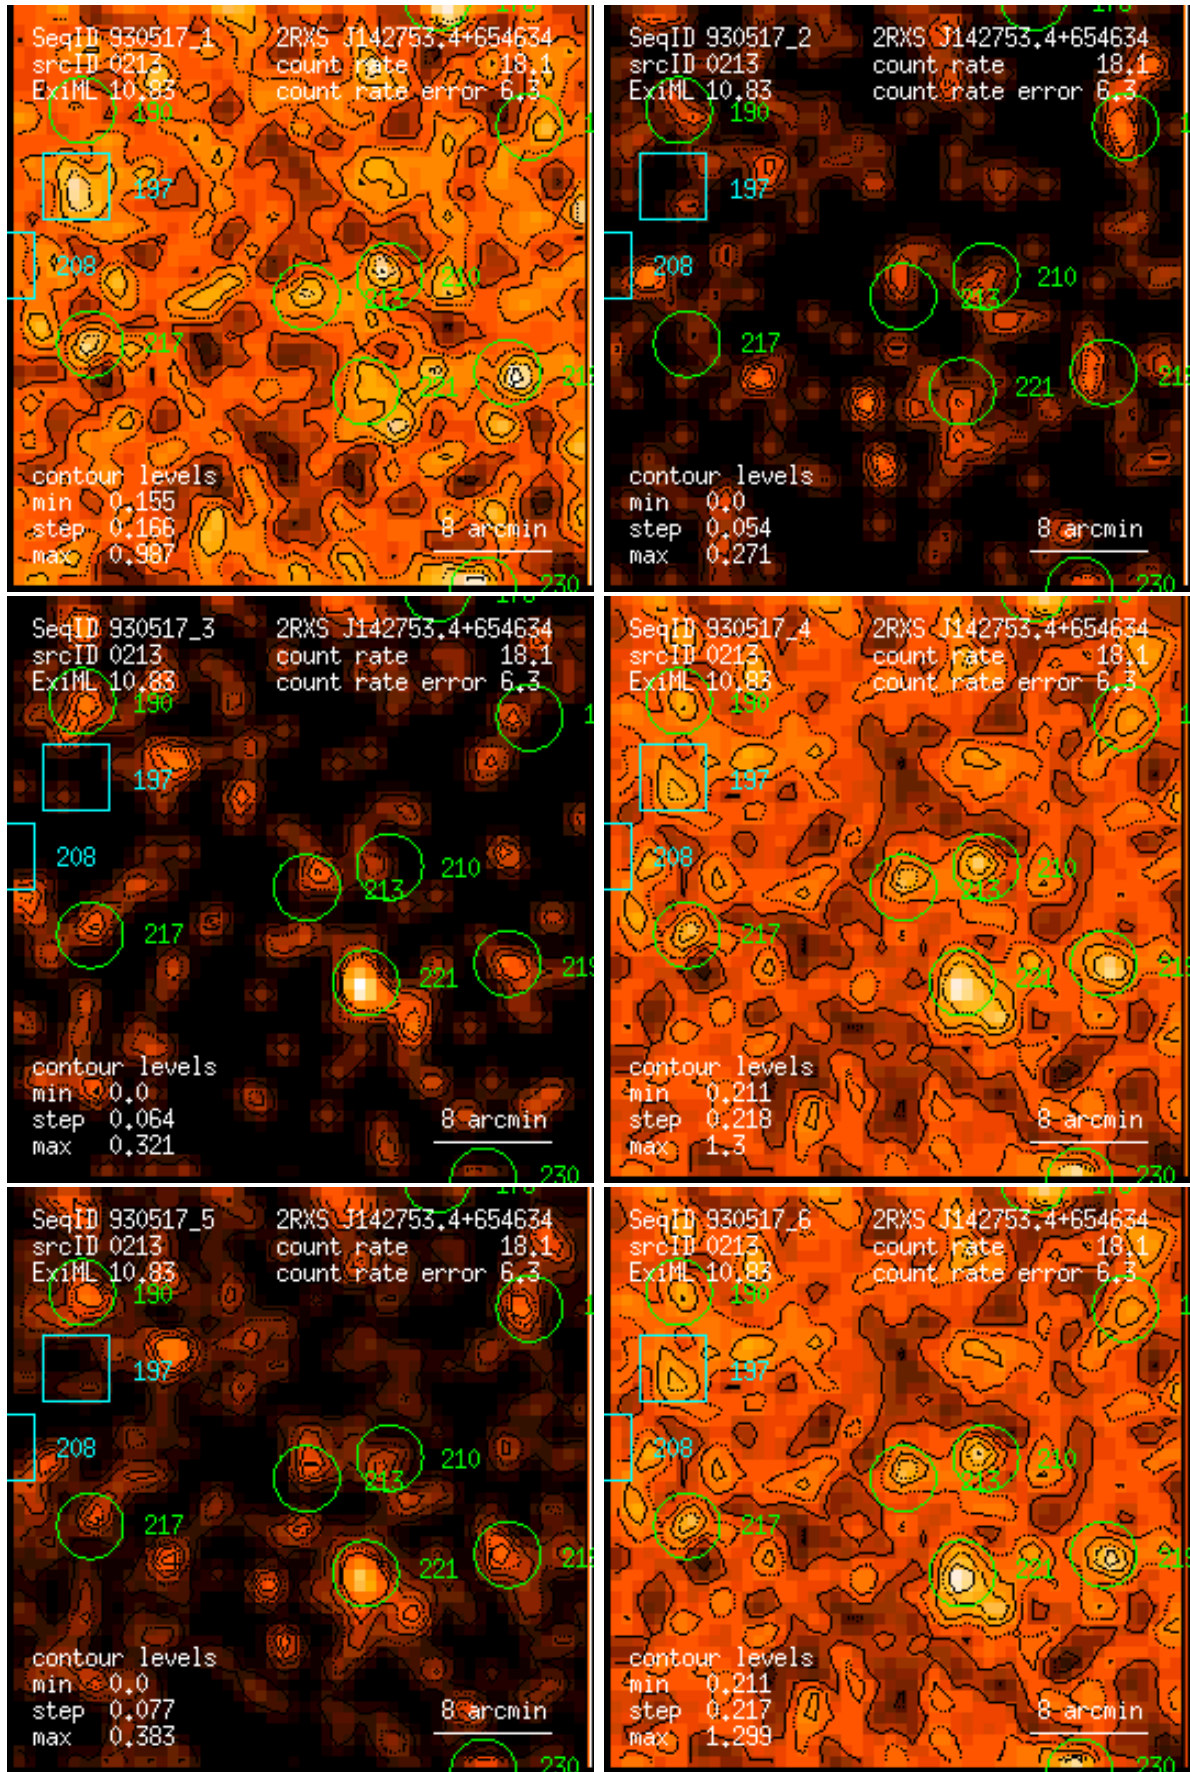 SeqID 930517_1 2RXS J142753.4+654634
srcID 0213 count rate 18.1
ExiML 10.83 count rate error 6.3
190
197
208
210
213
217
221
contour levels
min 0.155
step 0.166
max 0.987
8 arcmin
230
SeqID 930517_2 2RXS J142753.4+654634
srcID 0213 count rate 18.1
ExiML 10.83 count rate error 6.3
190
197
208
210
213
217
221
contour levels
min 0.0
step 0.054
max 0.271
8 arcmin
230
SeqID 930517_3 2RXS J142753.4+654634
srcID 0213 count rate 18.1
ExiML 10.83 count rate error 6.3
190
197
208
210
213
217
219
221
contour levels
min 0.0
step 0.064
max 0.321
8 arcmin
230
SeqID 930517_4 2RXS J142753.4+654634
srcID 0213 count rate 18.1
ExiML 10.83 count rate error 6.3
190
197
208
210
213
217
221
contour levels
min 0.211
step 0.218
max 1.3
8 arcmin
230
SeqID 930517_5 2RXS J142753.4+654634
srcID 0213 count rate 18.1
ExiML 10.83 count rate error 6.3
190
197
208
210
213
217
219
221
contour levels
min 0.0
step 0.077
max 0.383
8 arcmin
230
SeqID 930517_6 2RXS J142753.4+654634
srcID 0213 count rate 18.1
ExiML 10.83 count rate error 6.3
190
197
208
210
213
217
221
contour levels
min 0.211
step 0.217
max 1.299
8 arcmin
230